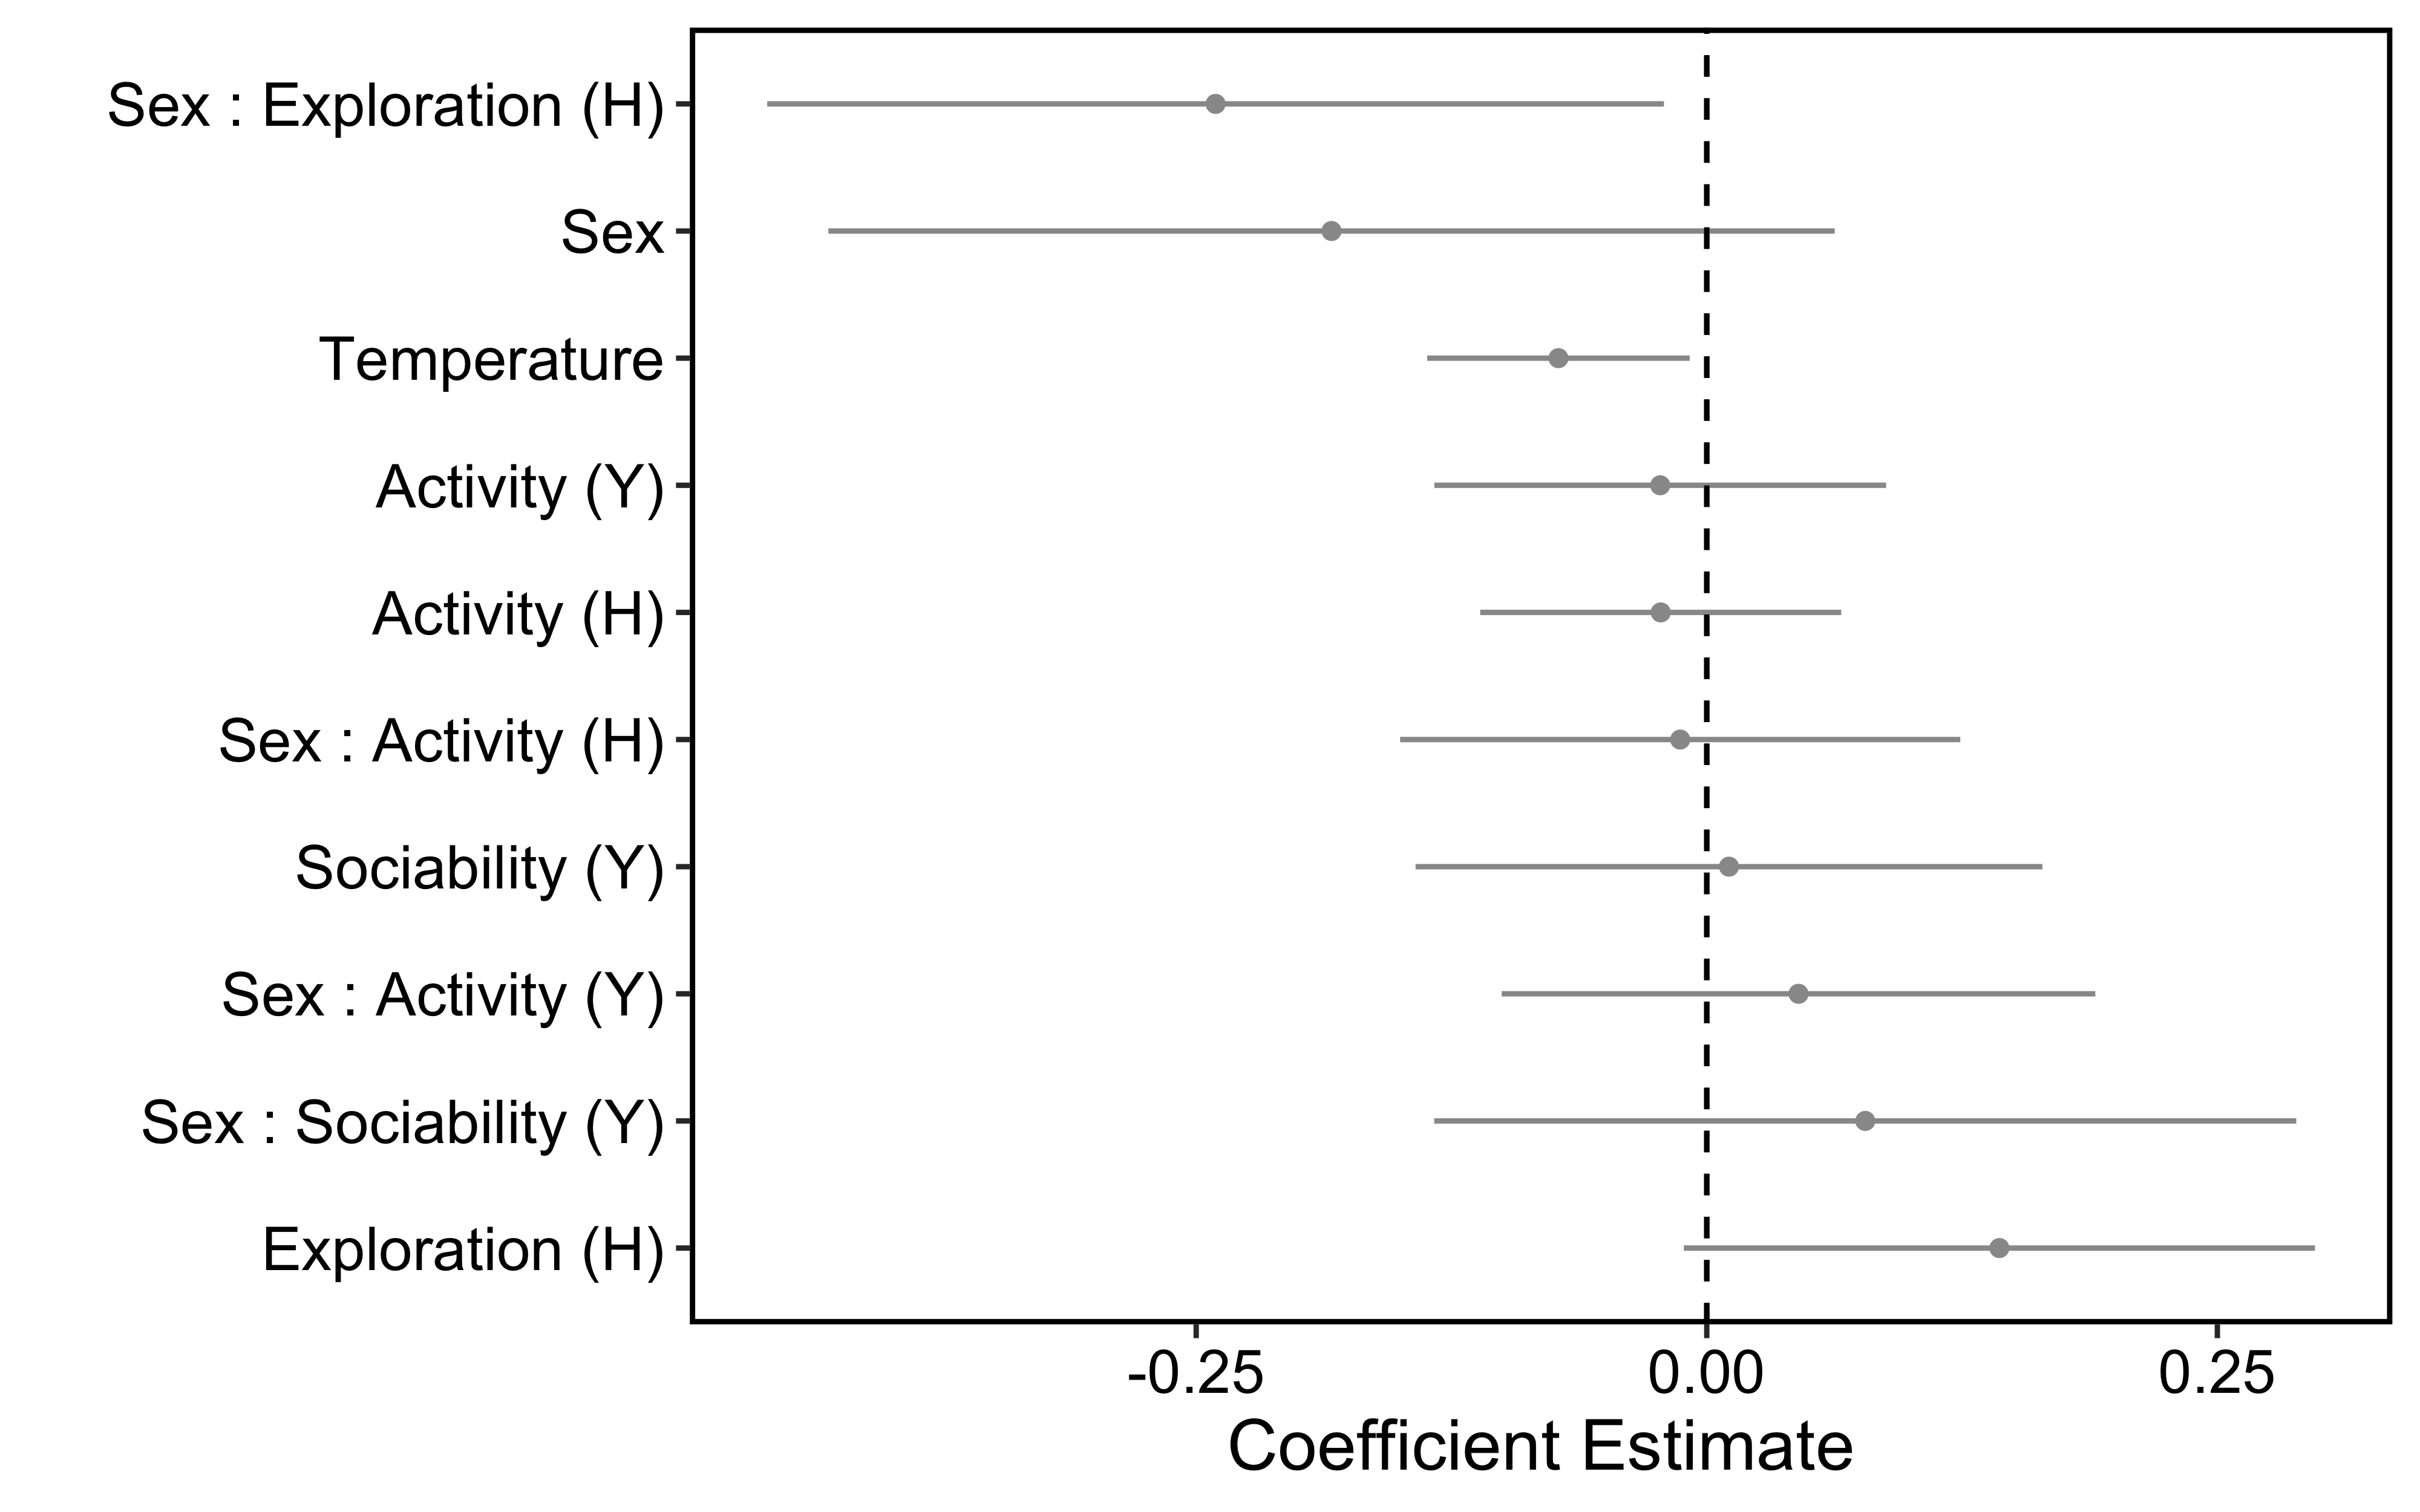 Sex : Exploration (H)
Sex
Temperature
Activity (Y)
Activity (H)
Sex : Activity (H)
Sociability (Y)
Sex : Activity (Y)
Sex : Sociability (Y)
Exploration (H)
-0.25 0.00 0.25
Coefficient Estimate